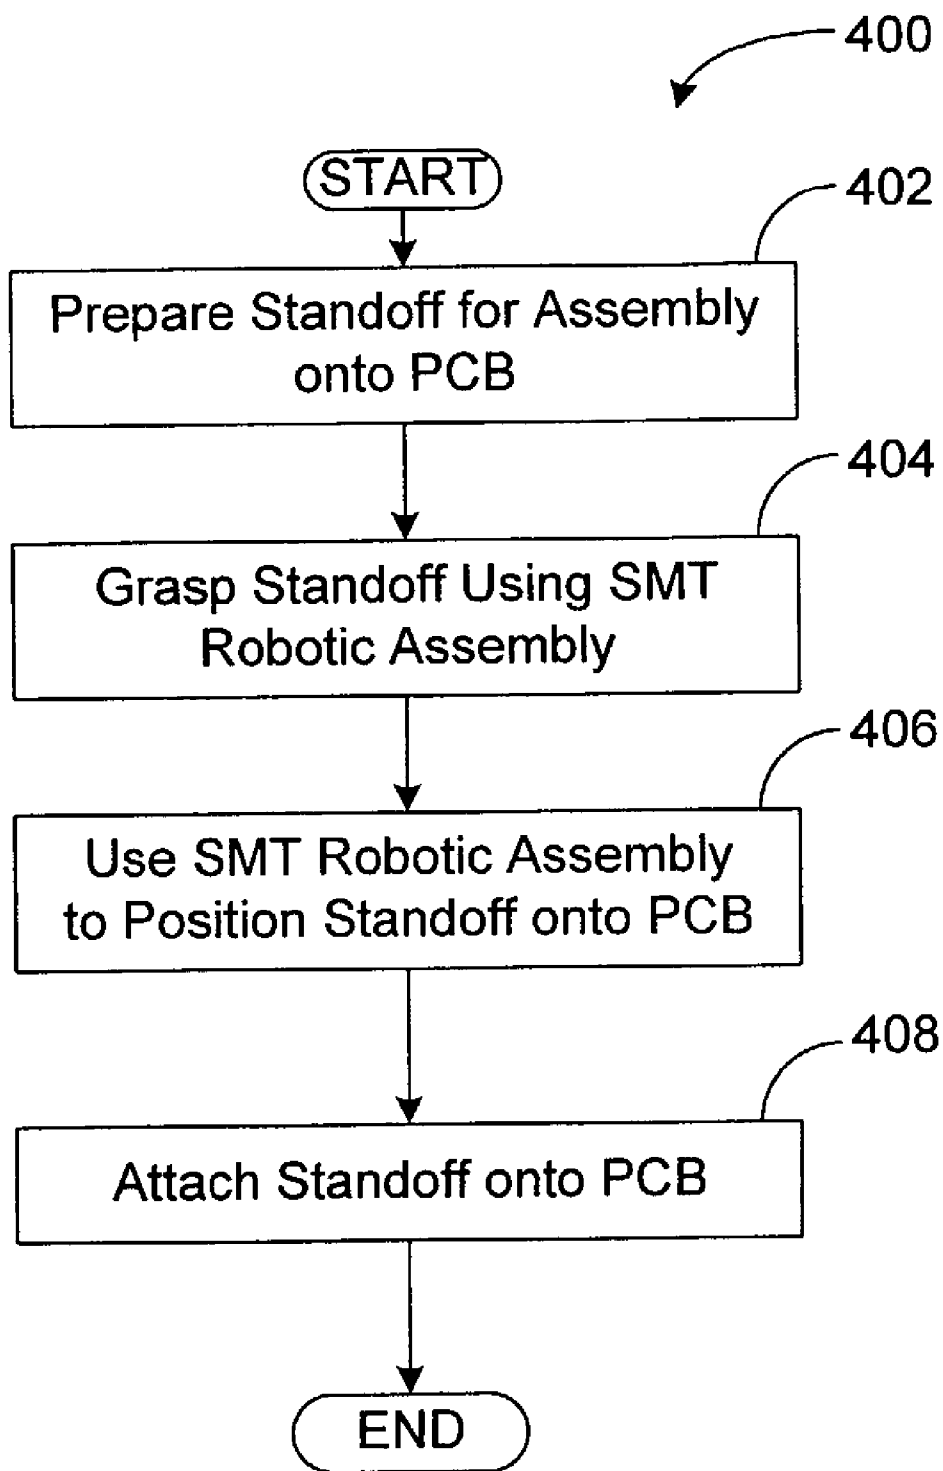 400
START
402
Prepare Standoff for Assembly
onto PCB
404
Grasp Standoff Using SMT
Robotic Assembly
406
Use SMT Robotic Assembly
to Position Standoff onto PCB
408
Attach Standoff onto PCB
END